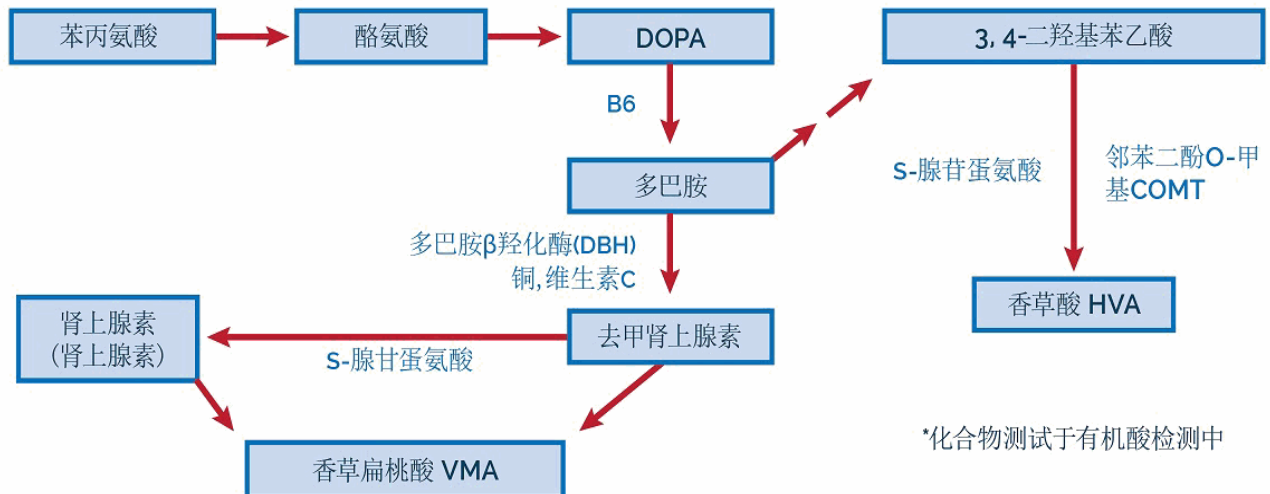 苯丙氨酸
酪氨酸
DOPA
3, 4-二羟基苯乙酸
B6
多巴胺
S-腺苷蛋氨酸
邻苯二酚O-甲
基COMT
多巴胺β羟化酶(DBH)
铜,维生素C
香草酸 HVA
肾上腺素
(肾上腺素)
去甲肾上腺素
S-腺甘蛋氨酸
香草扁桃酸 VMA
*化合物测试于有机酸检测中